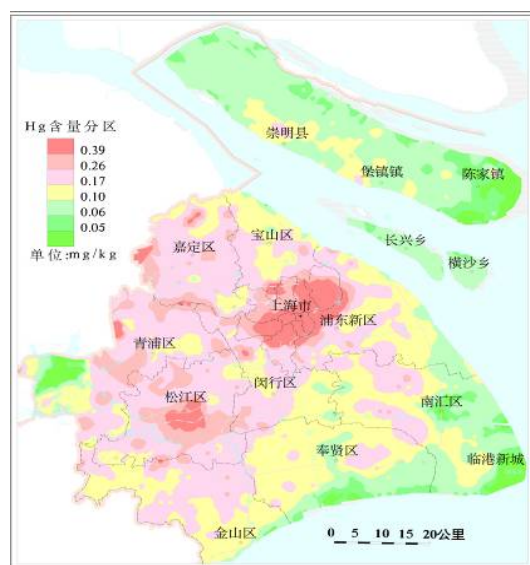 崇明县
Hg含量分区
0.39
0.26
0.17
0.10
0.06
0.05
单位:mg/kg
堡镇镇
陈家镇
长兴乡
横沙乡
宝山区
嘉定区
上海市
浦东新区
青浦区
闵行区
松江区
南汇区
奉贤区
临港新城
金山区
0 5 10 15 20公里